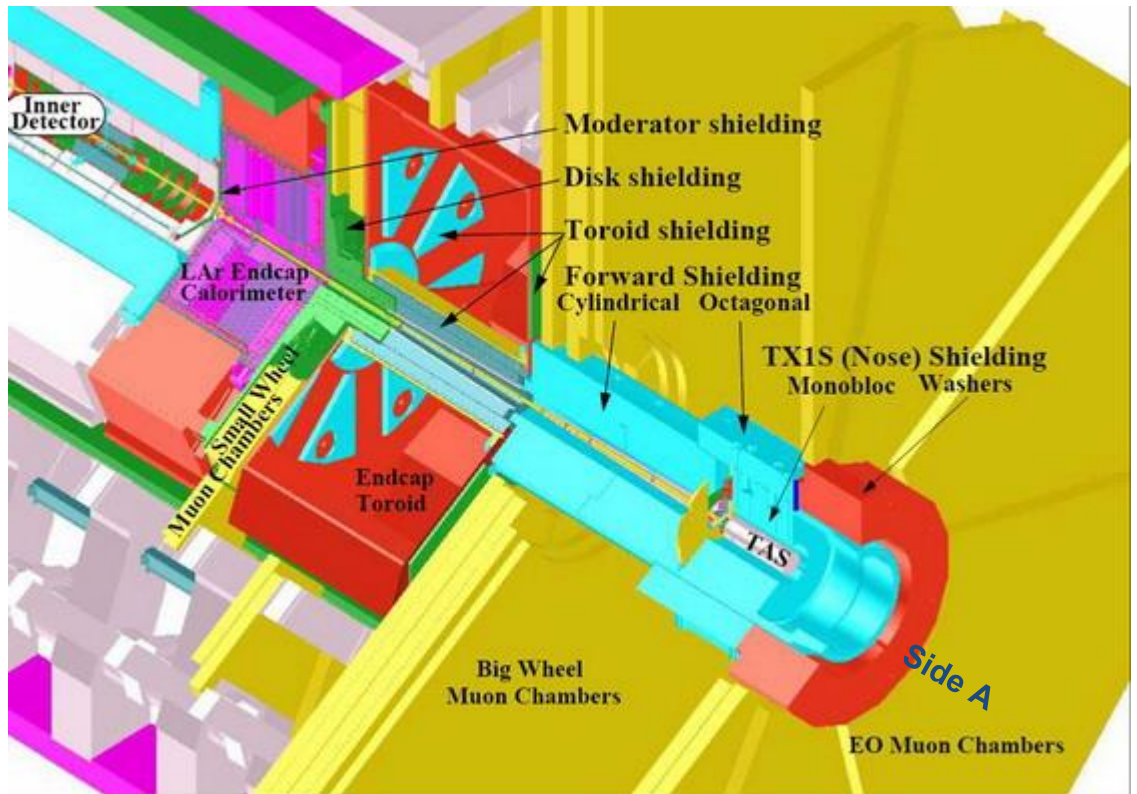 Inner
Detector
Moderator shielding
Disk shielding
Toroid shielding
Forward Shielding
Cylindrical Octagonal
TX1S (Nose) Shielding
Monobloc Washers
LAr Endcap
Calorimeter
Small Wheel
Muon Chambers
Endcap
Toroid
TAS
Big Wheel
Muon Chambers
Side A
EO Muon Chambers